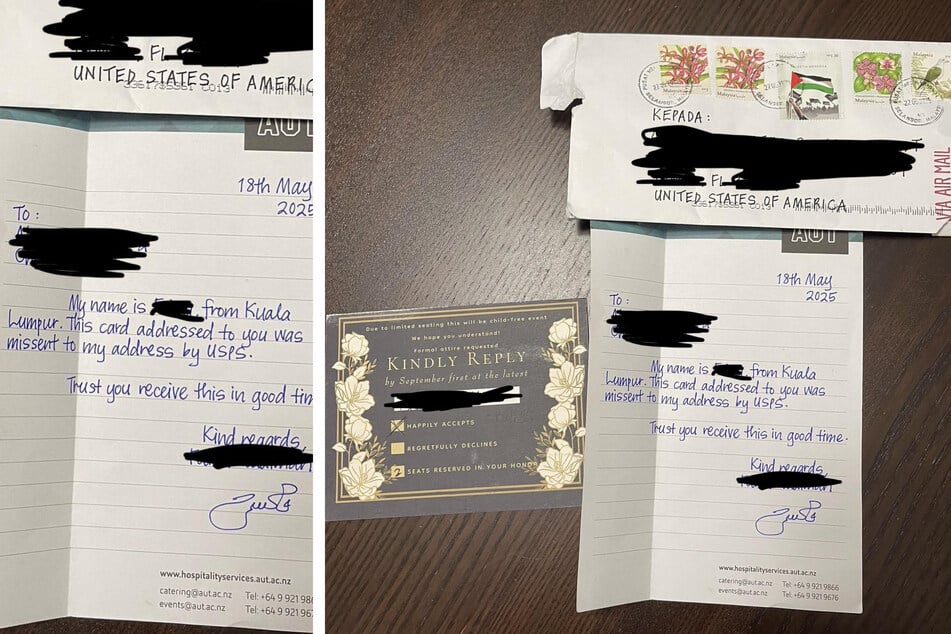 FL
UNITED STATES OF AMERIC
AUT
18th May
2025
To:
My name is from Kuala
Lumpur. This card addressed to you was
missent to my address by USPS.
Trust you receive this in good tim
Kind regards,
www.hospitalityservices.aut.ac.nz
catering@aut.ac.nz Tel: +64 9 921 9866
events@aut.ac.nz Tel: +64 9 921 967
Malaysia
KEPADA:
FL
UNITED STATES OF AMERICA
VIA AIR MAIL
AUT
18th May
2025
To:
My name is from Kuala
Lumpur. This card addressed to you was
missent to my address by USPS.
Trust you receive this in good time.
Kind regards,
www.hospitalityservices.aut.ac.nz
catering@aut.ac.nz Tel: +64 9 921 9866
events@aut.ac.nz Tel: +64 9 921 9676
Due to limited seating this will be child-free event
We hope you understand!
Formal attire requested
KINDLY REPLY
by September first at the latest
HAPPILY ACCEPTS
REGRETFULLY DECLINES
2 SEATS RESERVED IN YOUR HONOR